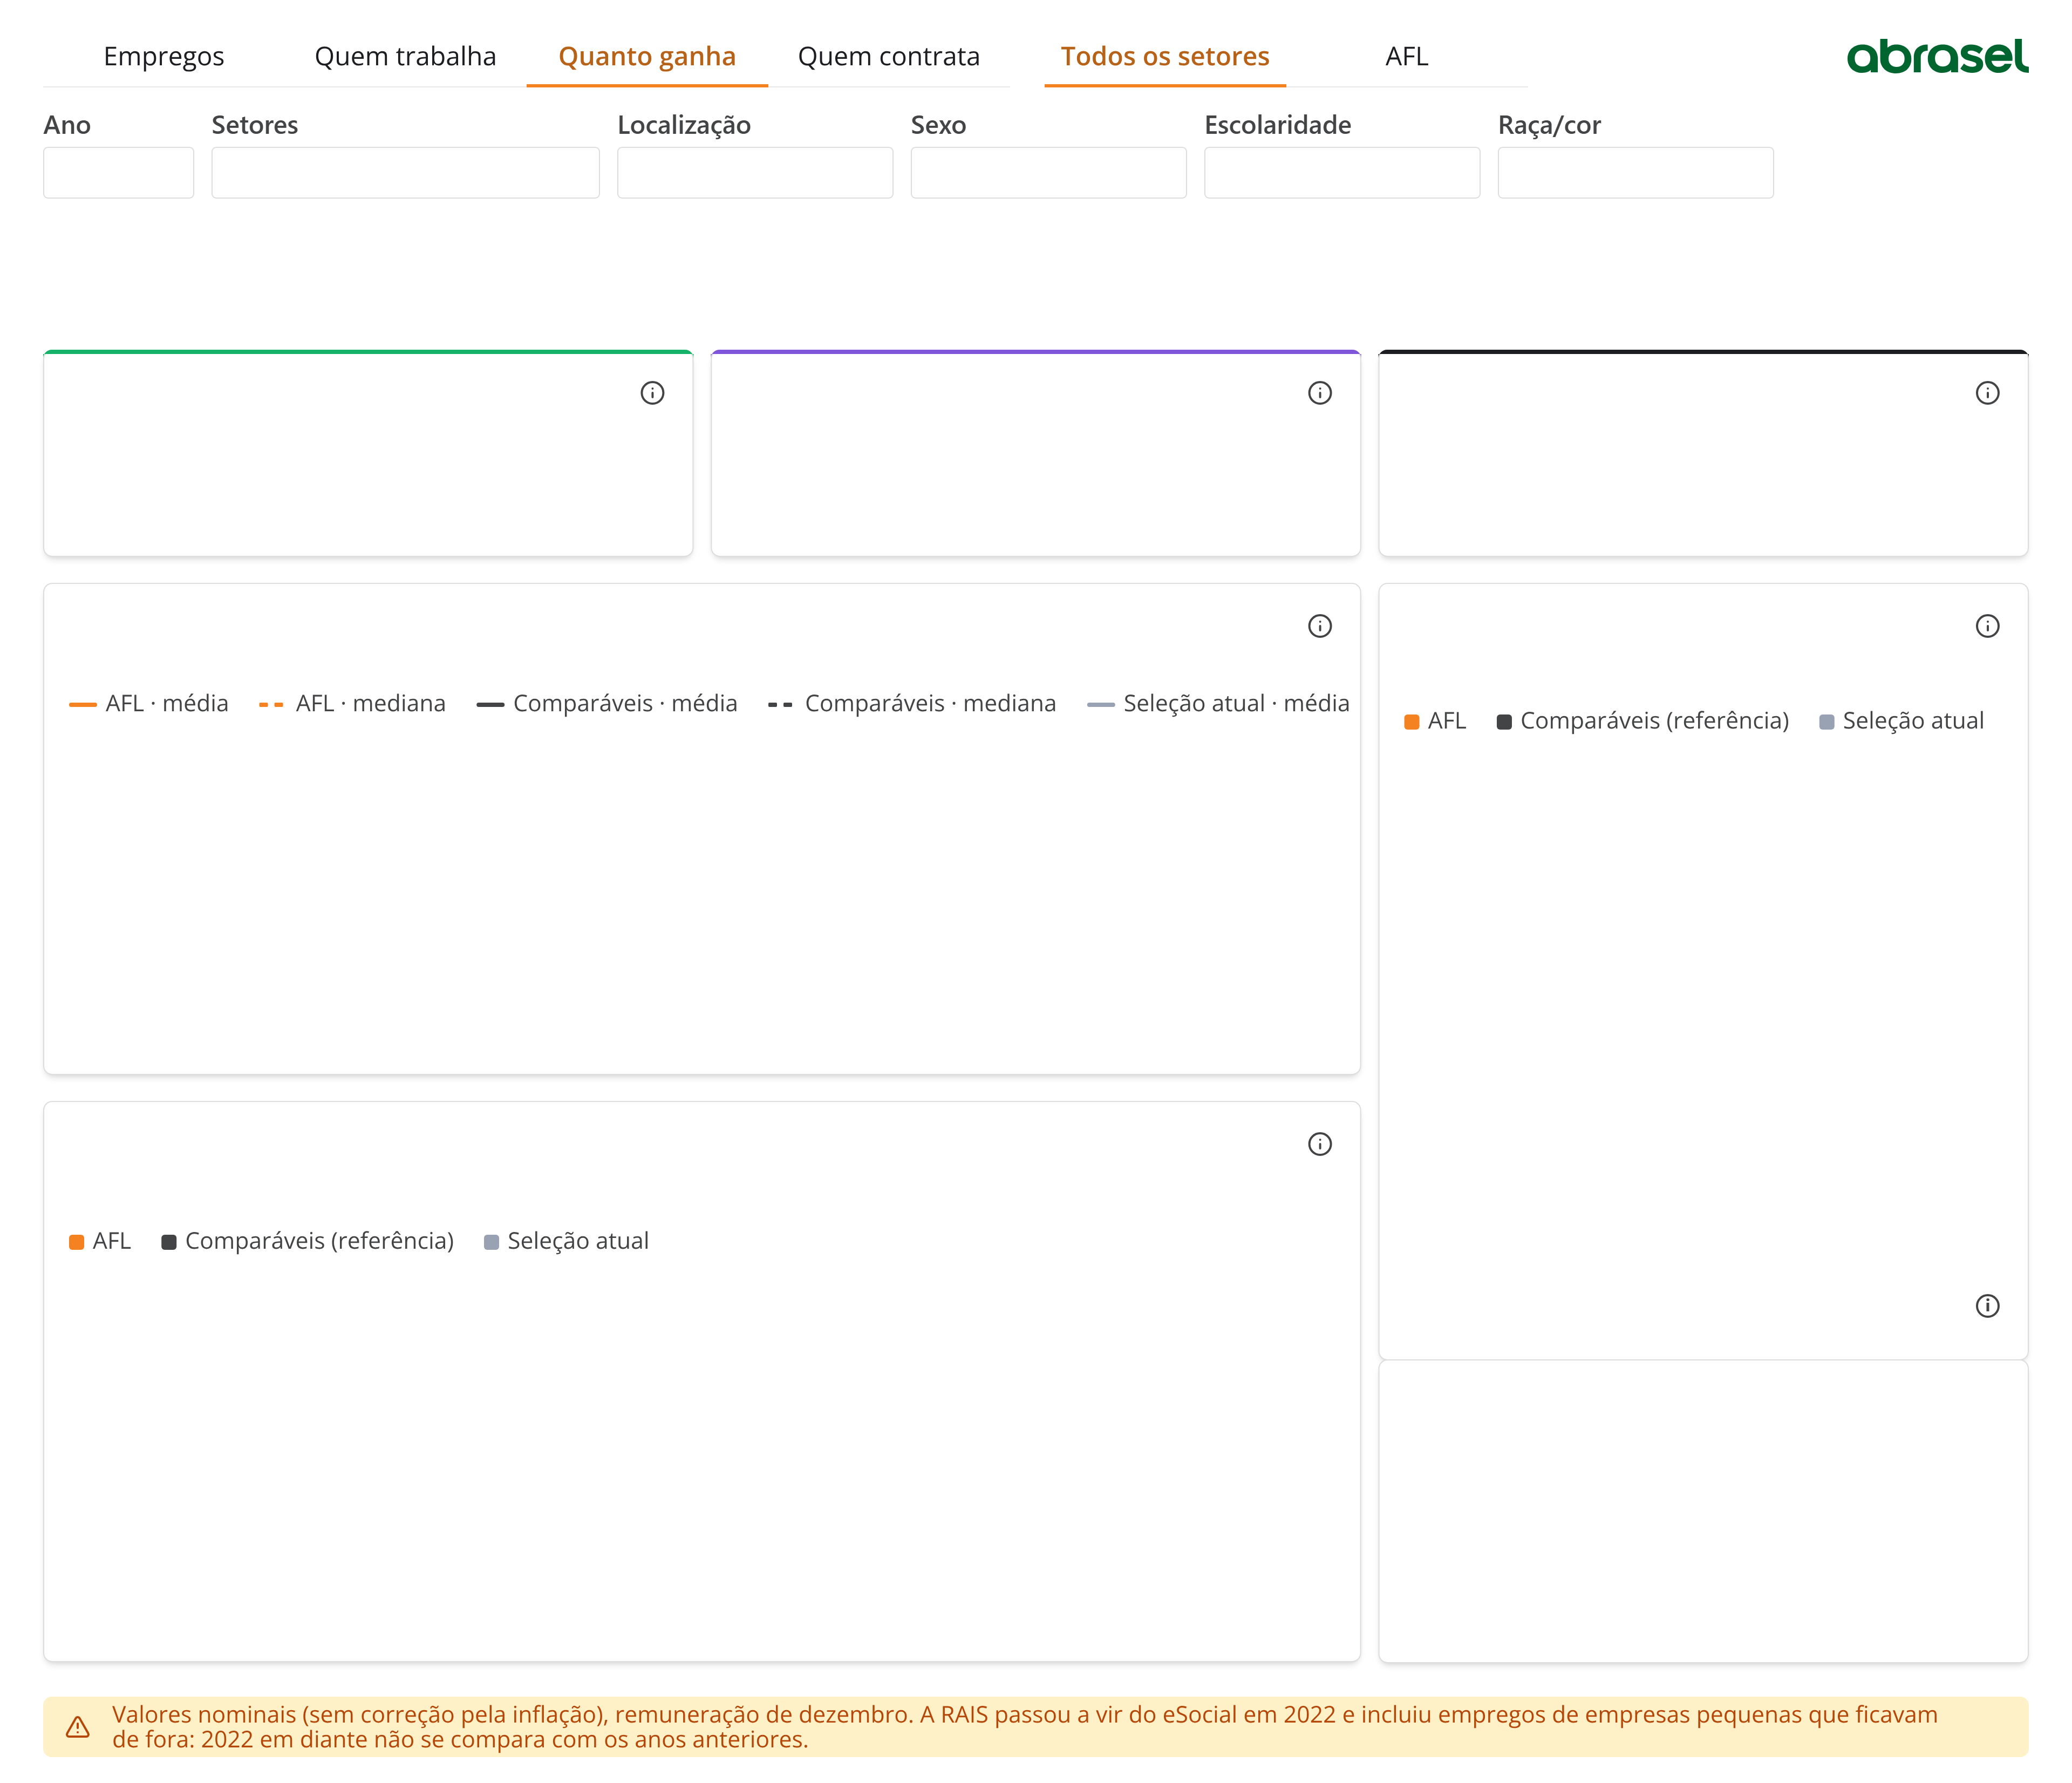 Empregos Quem trabalha Quanto ganha Quem contrata Todos os setores AFL abrasel
Ano Setores Localização Sexo Escolaridade Raça/cor
AFL · média AFL · mediana Comparáveis · média Comparáveis · mediana Seleção atual · média
AFL Comparáveis (referência) Seleção atual
AFL Comparáveis (referência) Seleção atual
Valores nominais (sem correção pela inflação), remuneração de dezembro. A RAIS passou a vir do eSocial em 2022 e incluiu empregos de empresas pequenas que ficavam
de fora: 2022 em diante não se compara com os anos anteriores.